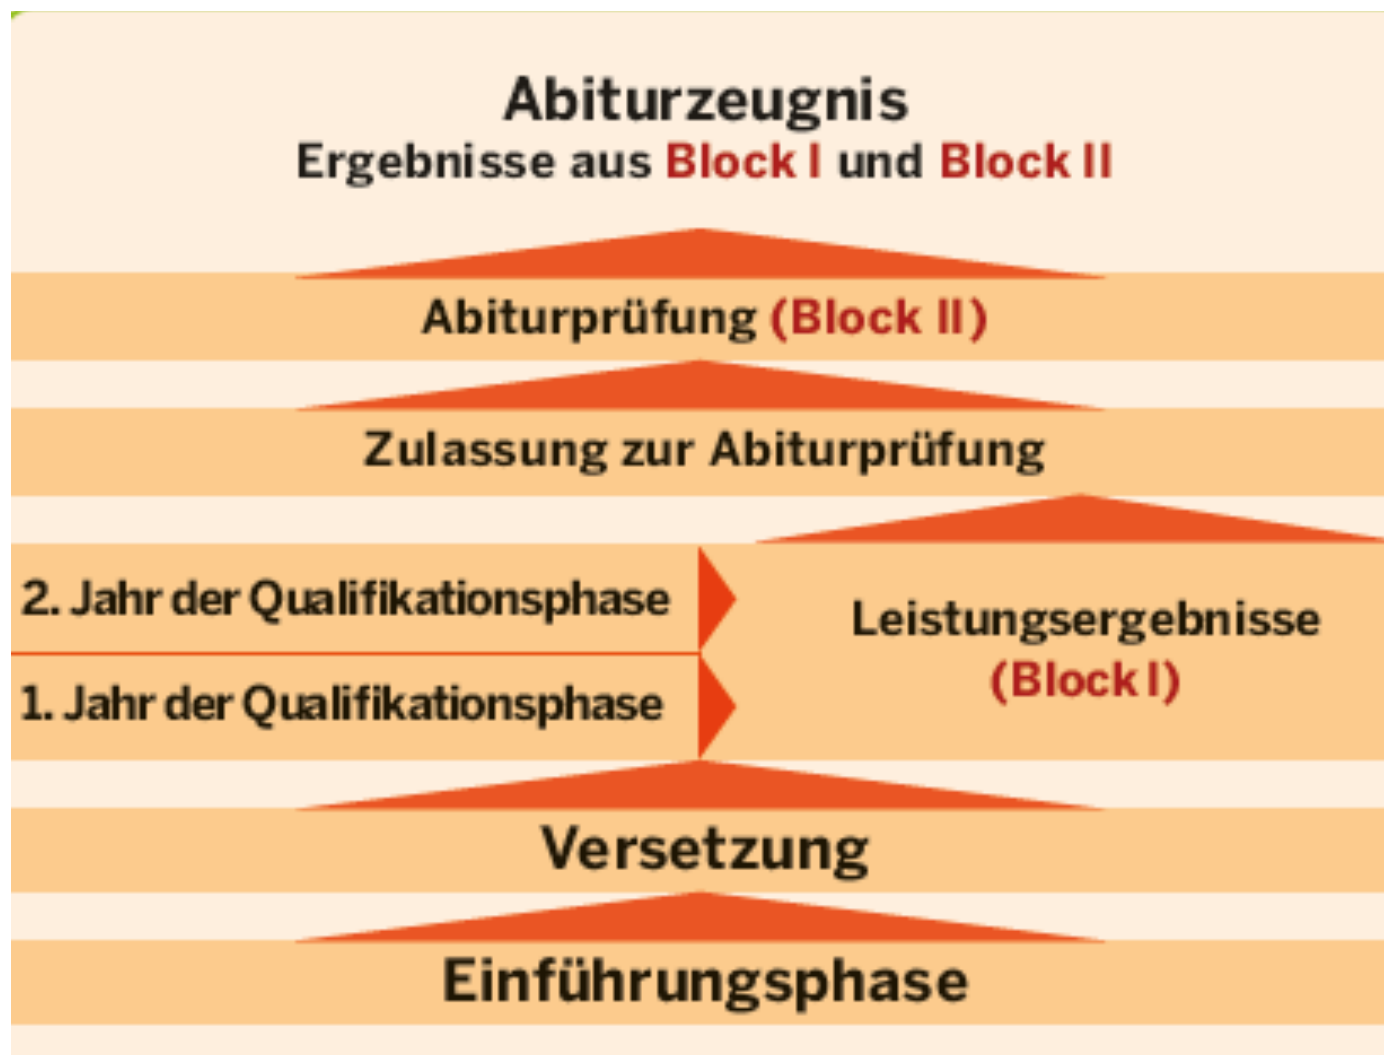 Abiturzeugnis
Ergebnisse aus Block I und Block II
Abiturprüfung (Block II)
Zulassung zur Abiturprüfung
2. Jahr der Qualifikationsphase
1. Jahr der Qualifikationsphase
Leistungsergebnisse
(Block I)
Versetzung
Einführungsphase